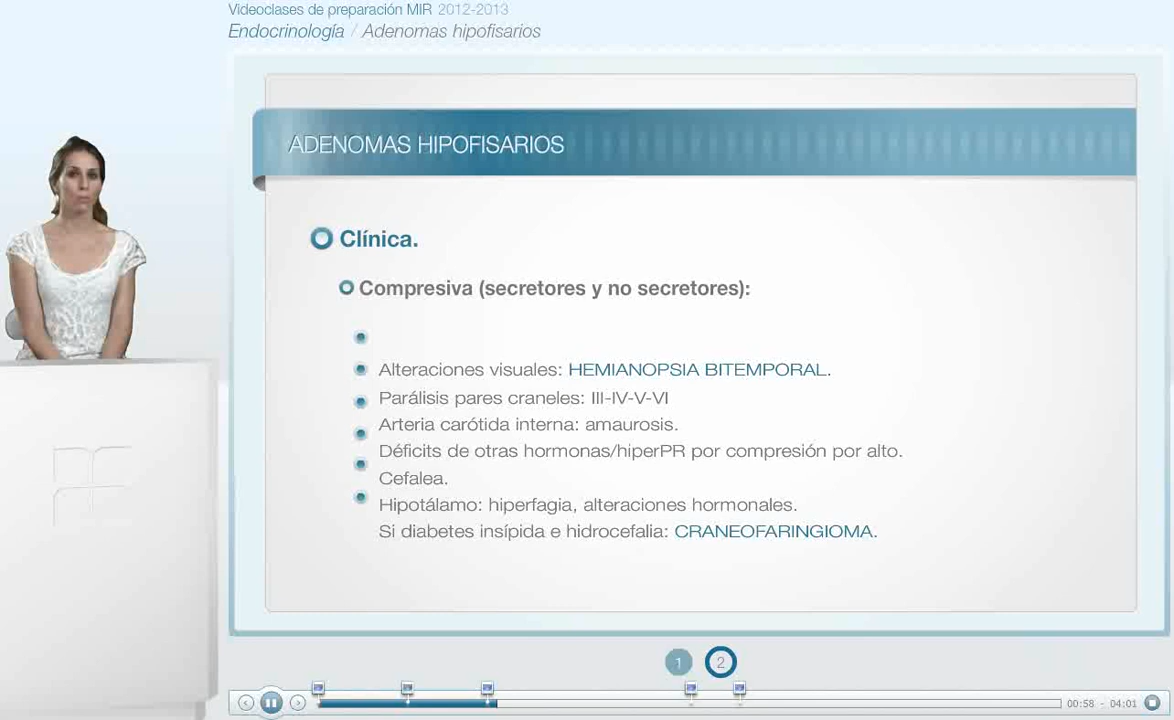 Videoclases de preparación MIR 2012-2013
Endocrinología / Adenomas hipofisarios
ADENOMAS HIPOFISARIOS
Clínica.
Compresiva (secretores y no secretores):
Alteraciones visuales: HEMIANOPSIA BITEMPORAL.
Parálisis pares craneles: III-IV-V-VI
Arteria carótida interna: amaurosis.
Déficits de otras hormonas/hiperPR por compresión por alto.
Cefalea.
Hipotálamo: hiperfagia, alteraciones hormonales.
Si diabetes insípida e hidrocefalia: CRANEOFARINGIOMA.
1 2
00:58 - 04:01